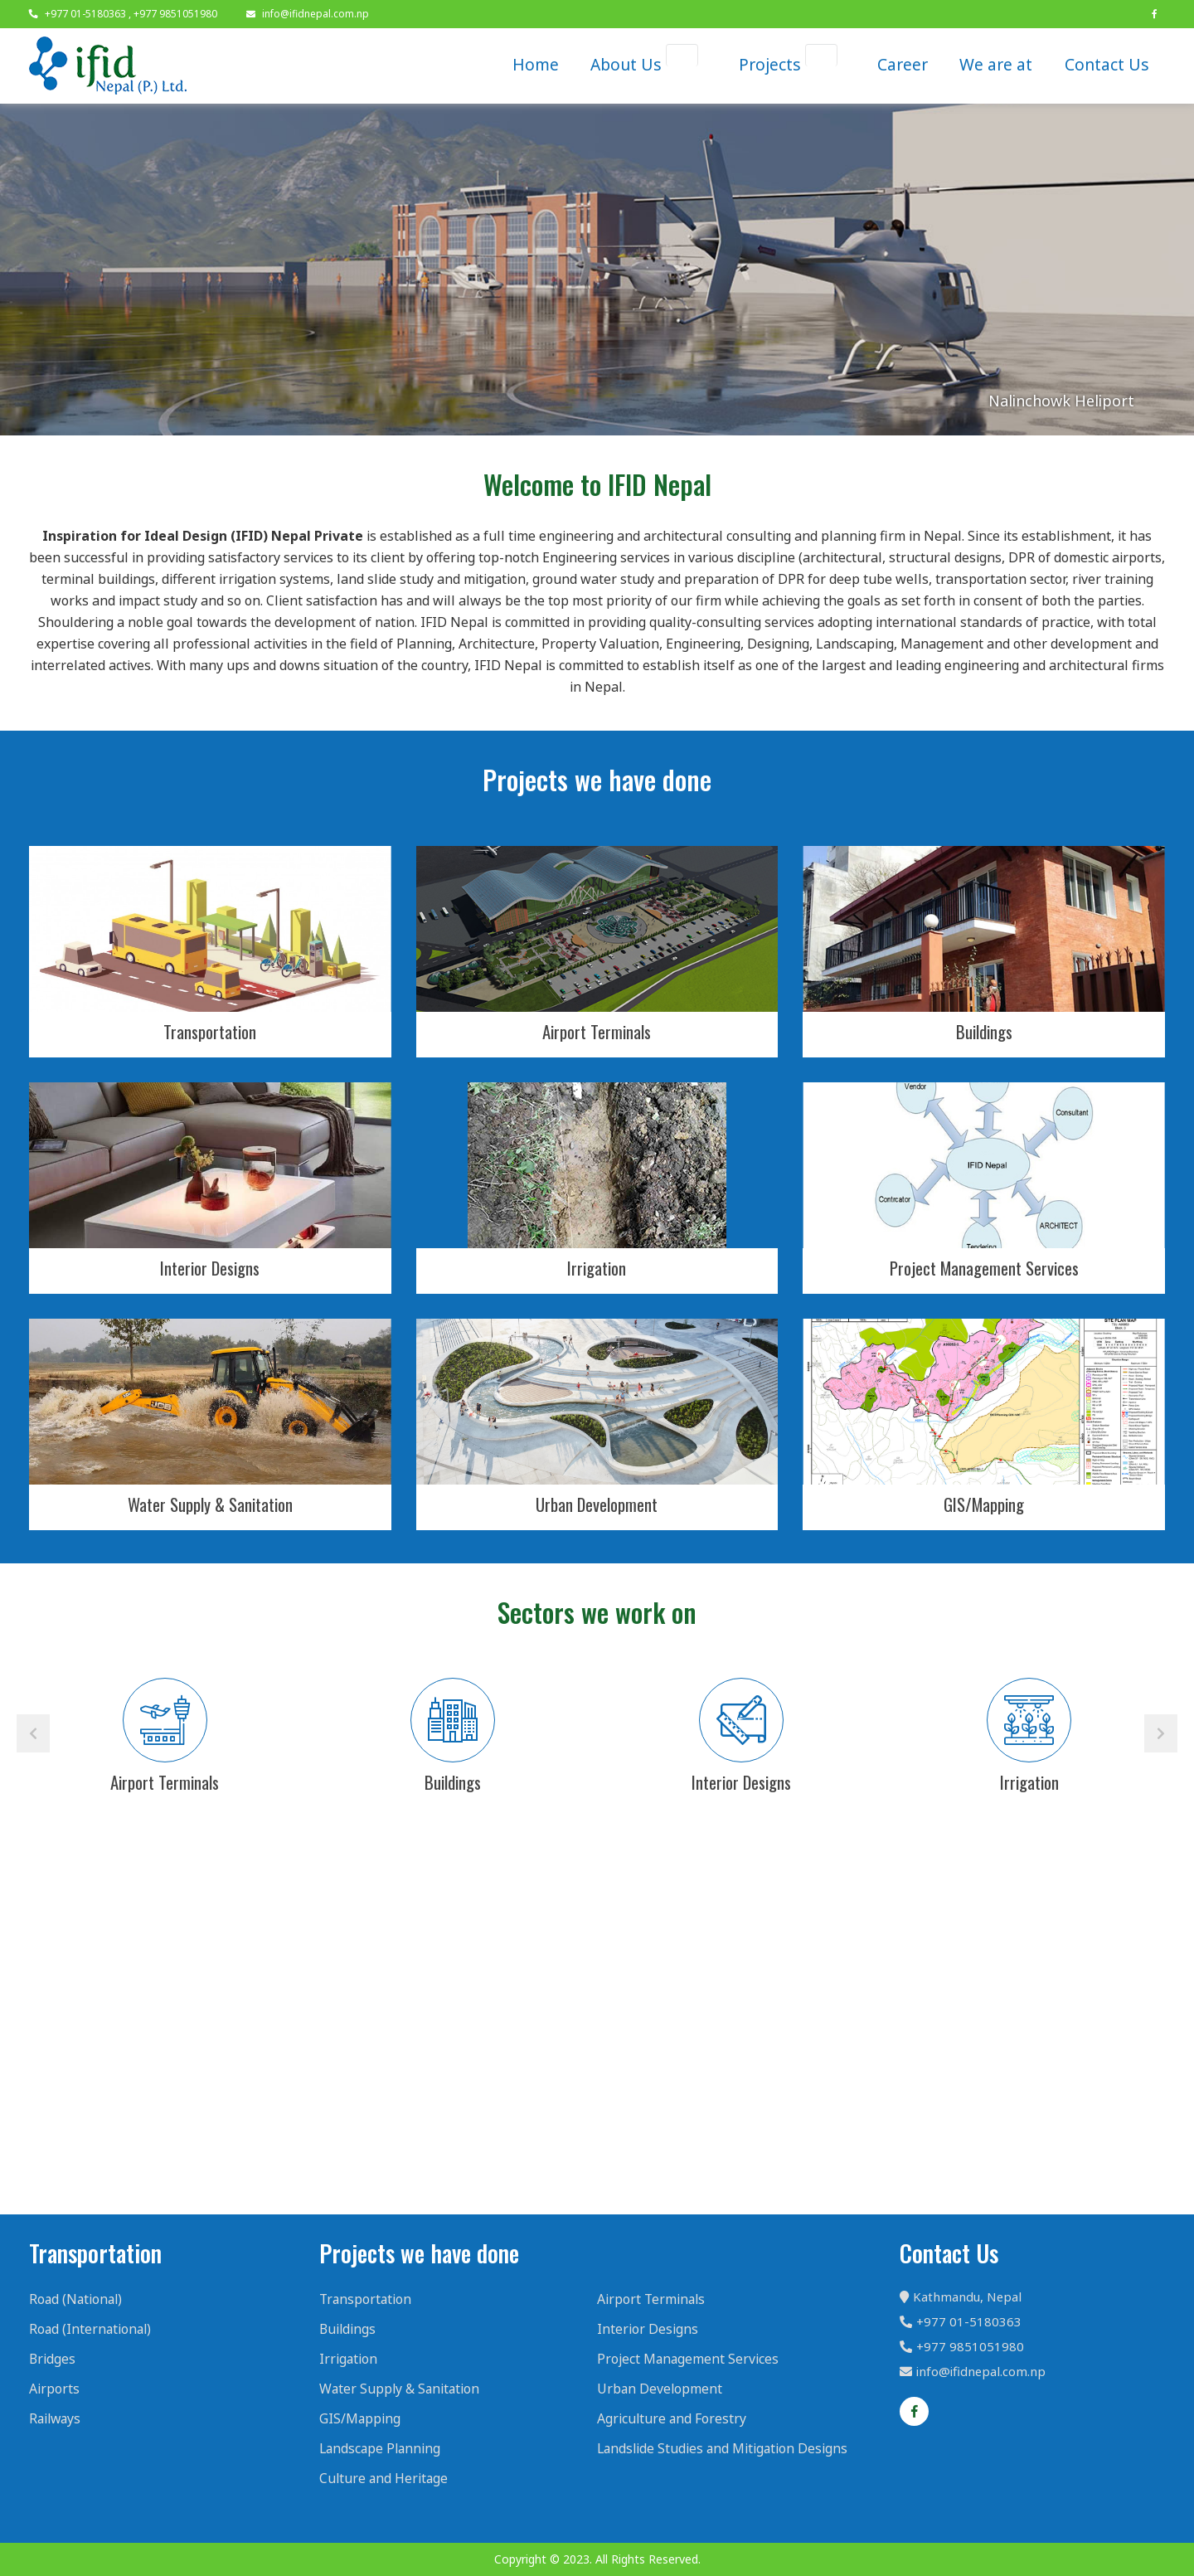 +977 01-5180363 , +977 9851051980 info@ifidnepal.com.np
ifid
Nepal (P.) Ltd.
Home About Us Projects Career We are at Contact Us
Nalinchowk Heliport
Welcome to IFID Nepal
Inspiration for Ideal Design (IFID) Nepal Private is established as a full time engineering and architectural consulting and planning firm in Nepal. Since its establishment, it has
been successful in providing satisfactory services to its client by offering top-notch Engineering services in various discipline (architectural, structural designs, DPR of domestic airports,
terminal buildings, different irrigation systems, land slide study and mitigation, ground water study and preparation of DPR for deep tube wells, transportation sector, river training
works and impact study and so on. Client satisfaction has and will always be the top most priority of our firm while achieving the goals as set forth in consent of both the parties.
Shouldering a noble goal towards the development of nation. IFID Nepal is committed in providing quality-consulting services adopting international standards of practice, with total
expertise covering all professional activities in the field of Planning, Architecture, Property Valuation, Engineering, Designing, Landscaping, Management and other development and
interrelated actives. With many ups and downs situation of the country, IFID Nepal is committed to establish itself as one of the largest and leading engineering and architectural firms
in Nepal.
Projects we have done
Transportation
Airport Terminals
Buildings
Vendor
Consultant
IFID Nepal
Contrcator
ARCHITECT
Tendering
Interior Designs
Irrigation
Project Management Services
JCB
SITE PLAN MAP
Water Supply & Sanitation
Urban Development
GIS/Mapping
Sectors we work on
Airport Terminals
Buildings
Interior Designs
Irrigation
Transportation
Road (National)
Road (International)
Bridges
Airports
Railways
Projects we have done
Transportation
Buildings
Irrigation
Water Supply & Sanitation
GIS/Mapping
Landscape Planning
Culture and Heritage
Airport Terminals
Interior Designs
Project Management Services
Urban Development
Agriculture and Forestry
Landslide Studies and Mitigation Designs
Contact Us
Kathmandu, Nepal
+977 01-5180363
+977 9851051980
info@ifidnepal.com.np
Copyright © 2023. All Rights Reserved.